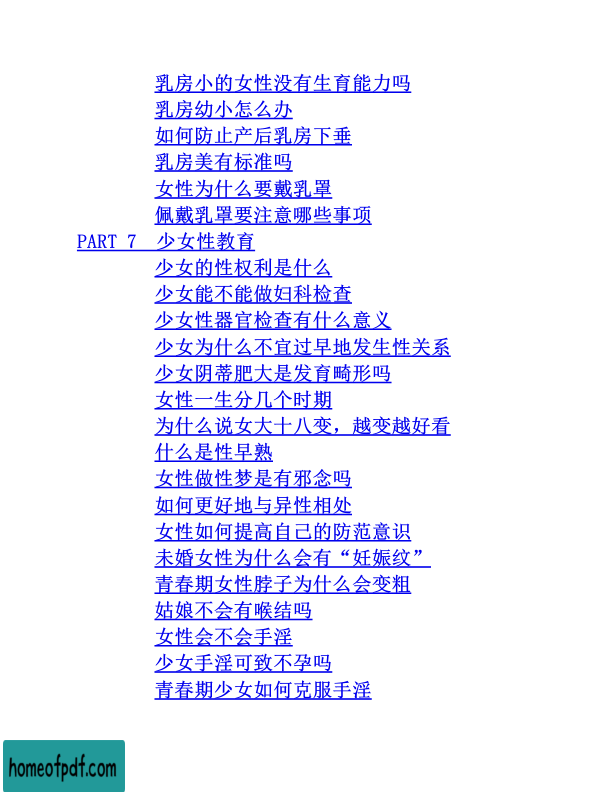 乳房小的女性没有生育能力吗
乳房幼小怎么办
如何防止产后乳房下垂
乳房美有标准吗
女性为什么要戴乳罩
佩戴乳罩要注意哪些事项
PART 7 少女性教育
少女的性权利是什么
少女能不能做妇科检查
少女性器官检查有什么意义
少女为什么不宜过早地发生性关系
少女阴蒂肥大是发育畸形吗
女性一生分几个时期
为什么说女大十八变，越变越好看
什么是性早熟
女性做性梦是有邪念吗
如何更好地与异性相处
女性如何提高自己的防范意识
未婚女性为什么会有“妊娠纹”
青春期女性脖子为什么会变粗
姑娘不会有喉结吗
女性会不会手淫
少女手淫可致不孕吗
青春期少女如何克服手淫
homeofpdf.com